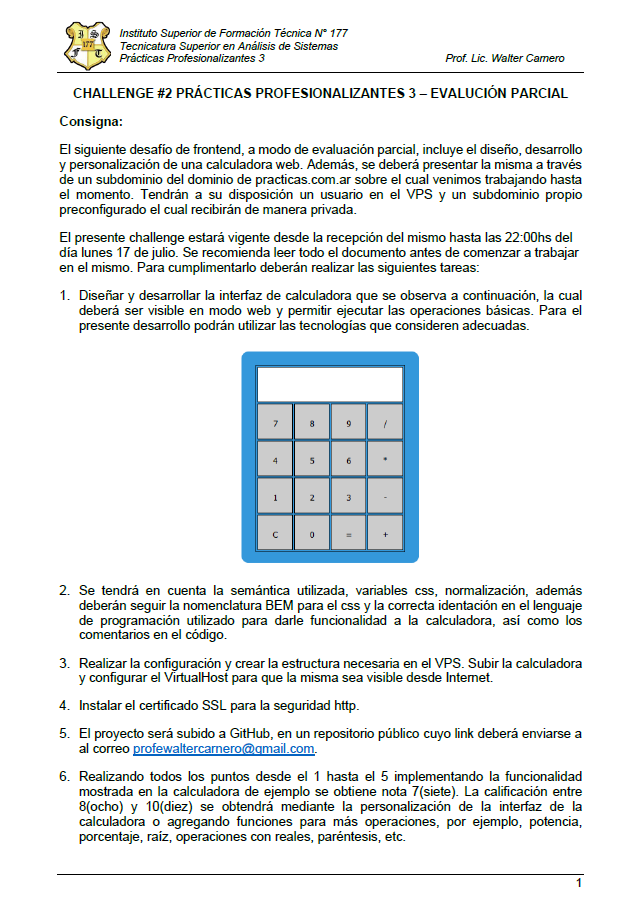 I S
177
F T
Instituto Superior de Formación Técnica N° 177
Tecnicatura Superior en Análisis de Sistemas
Prácticas Profesionalizantes 3 Prof. Lic. Walter Carnero
CHALLENGE #2 PRÁCTICAS PROFESIONALIZANTES 3 – EVALUCIÓN PARCIAL
Consigna:
El siguiente desafío de frontend, a modo de evaluación parcial, incluye el diseño, desarrollo
y personalización de una calculadora web. Además, se deberá presentar la misma a través
de un subdominio del dominio de practicas.com.ar sobre el cual venimos trabajando hasta
el momento. Tendrán a su disposición un usuario en el VPS y un subdominio propio
preconfigurado el cual recibirán de manera privada.
El presente challenge estará vigente desde la recepción del mismo hasta las 22:00hs del
día lunes 17 de julio. Se recomienda leer todo el documento antes de comenzar a trabajar
en el mismo. Para cumplimentarlo deberán realizar las siguientes tareas:
1. Diseñar y desarrollar la interfaz de calculadora que se observa a continuación, la cual
deberá ser visible en modo web y permitir ejecutar las operaciones básicas. Para el
presente desarrollo podrán utilizar las tecnologías que consideren adecuadas.
7 8 9 /
4 5 6 *
1 2 3 -
C 0 = +
2. Se tendrá en cuenta la semántica utilizada, variables css, normalización, además
deberán seguir la nomenclatura BEM para el css y la correcta identación en el lenguaje
de programación utilizado para darle funcionalidad a la calculadora, así como los
comentarios en el código.
3. Realizar la configuración y crear la estructura necesaria en el VPS. Subir la calculadora
y configurar el VirtualHost para que la misma sea visible desde Internet.
4. Instalar el certificado SSL para la seguridad http.
5. El proyecto será subido a GitHub, en un repositorio público cuyo link deberá enviarse a
al correo profewaltercarnero@gmail.com.
6. Realizando todos los puntos desde el 1 hasta el 5 implementando la funcionalidad
mostrada en la calculadora de ejemplo se obtiene nota 7(siete). La calificación entre
8(ocho) y 10(diez) se obtendrá mediante la personalización de la interfaz de la
calculadora o agregando funciones para más operaciones, por ejemplo, potencia,
porcentaje, raíz, operaciones con reales, paréntesis, etc.
1